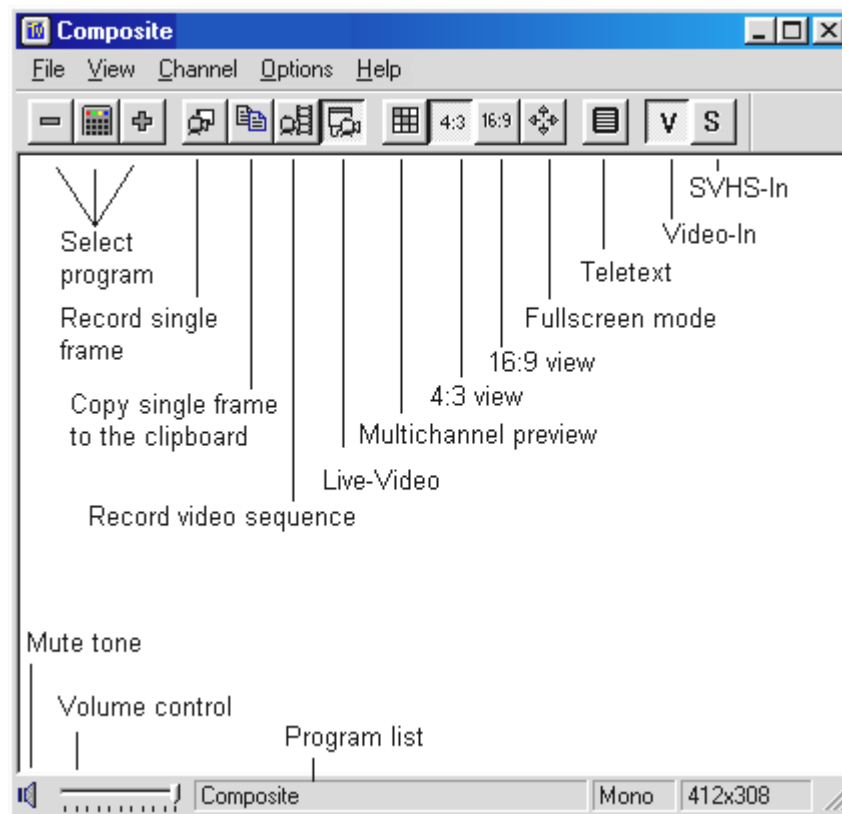 Composite
File View Channel Options Help
4:3 16:9 V S
SVHS-In
Video-In
Select
program
Teletext
Record single
frame
Fullscreen mode
16:9 view
4:3 view
Copy single frame
to the clipboard
Multichannel preview
Live-Video
Record video sequence
Mute tone
Volume control
Program list
Composite Mono 412x308